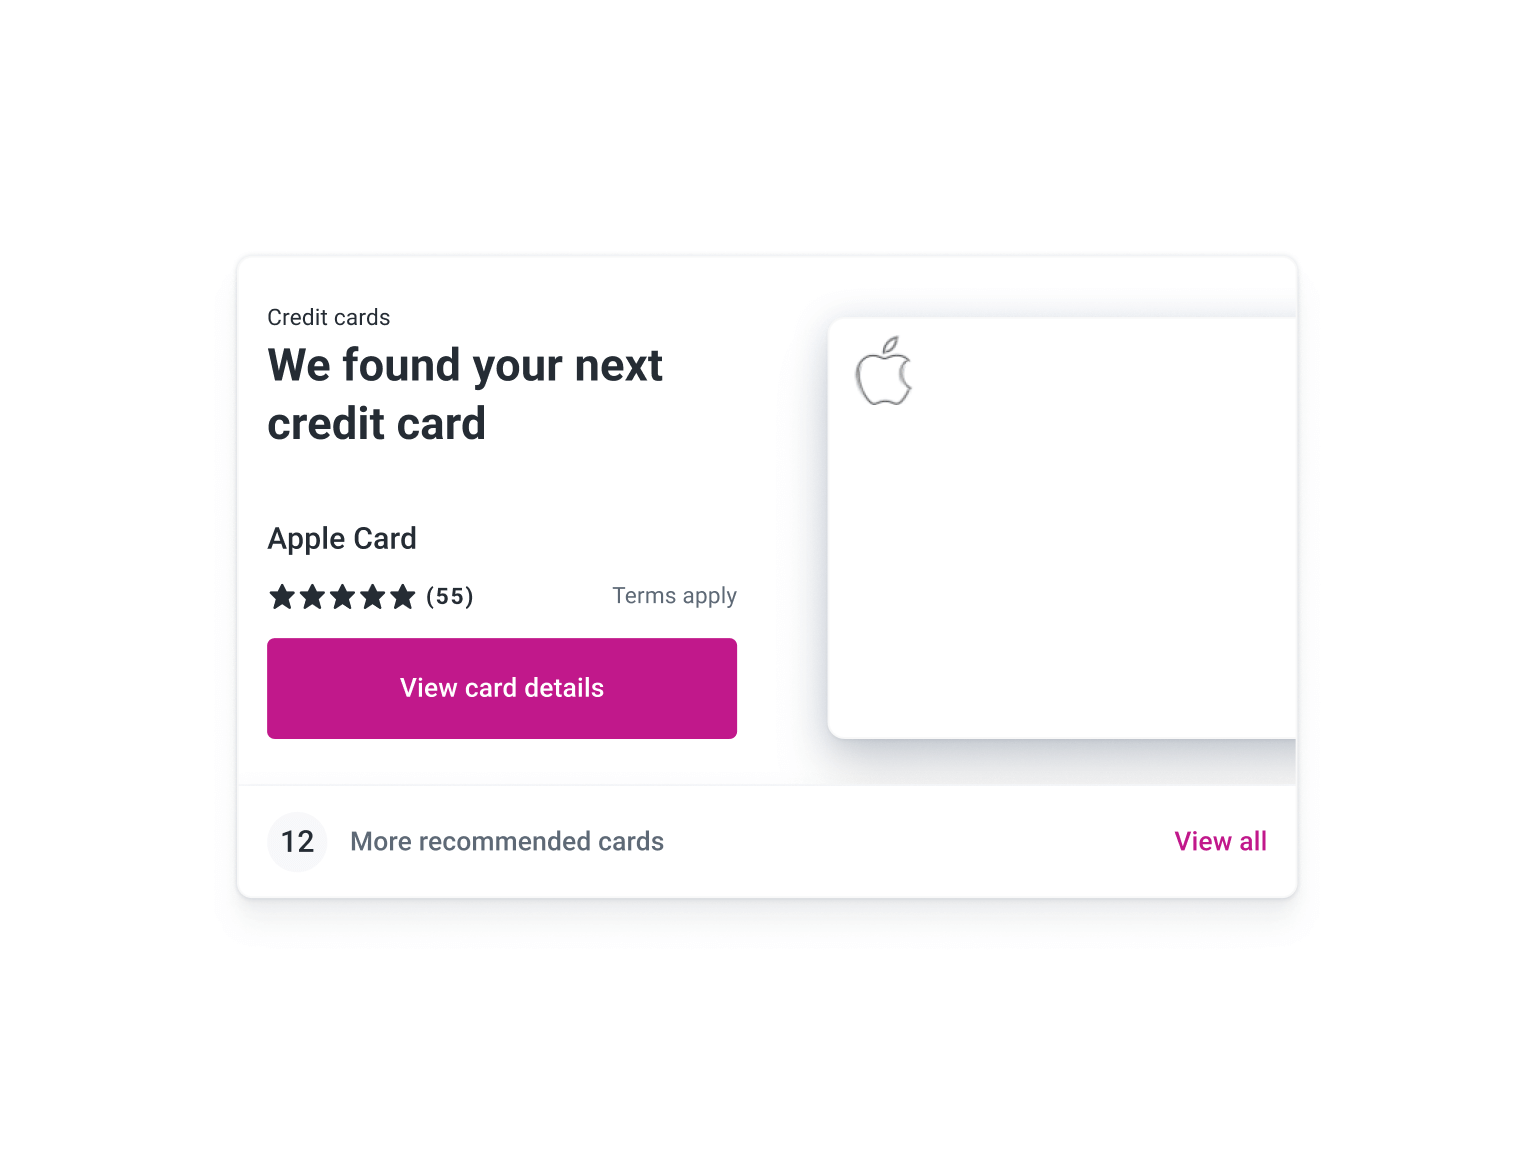 Credit cards
We found your next
credit card
Apple Card
(55)
Terms apply
View card details
12
More recommended cards
View all